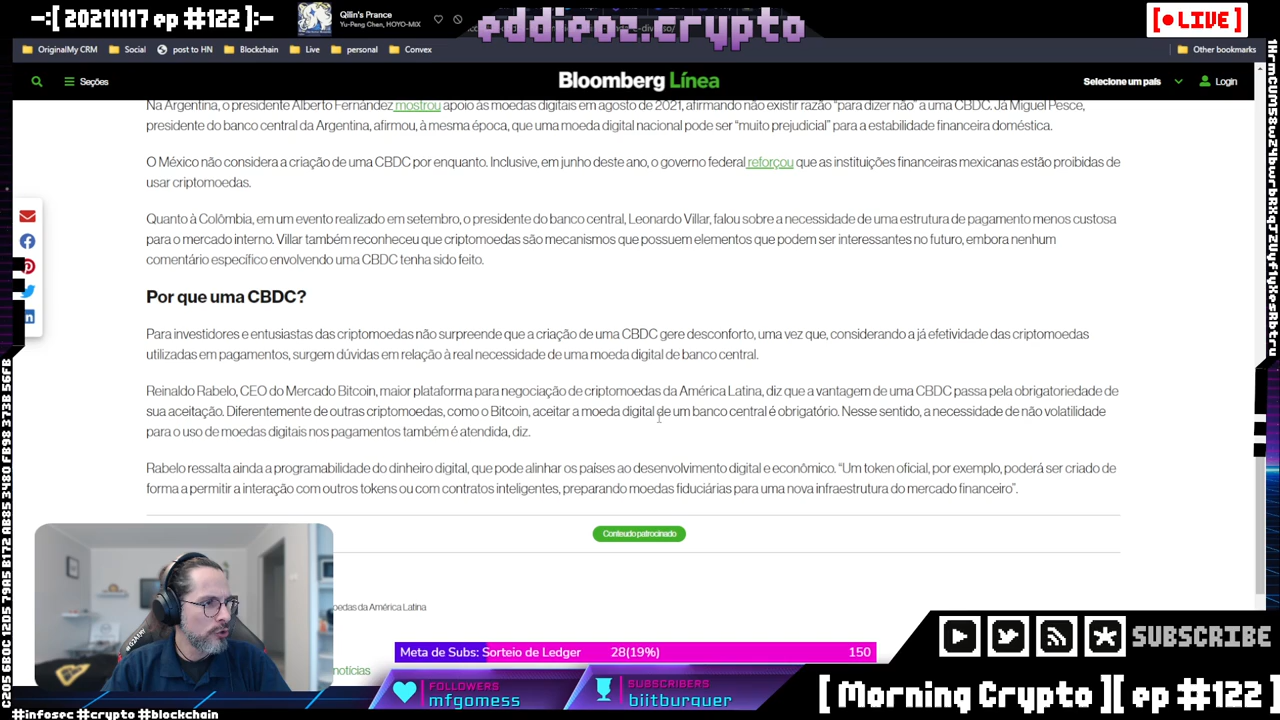 -:[ 20211117 ep #122 ]:-
Qilin's Prance
Yu-Peng Chen, HOYO-MIX
eddieoz.crypto
[ LIVE]
OriginalMy CRM
Social
post to HN
Blockchain
Live
personal
Convex
Other bookmarks
Seções
Bloomberg Línea
Selecione um país
Login
Na Argentina, o presidente Alberto Fernández mostrou apoio às moedas digitais em agosto de 2021, afirmando não existir razão “para dizer não” a uma CBDC. Já Miguel Pesce,
presidente do banco central da Argentina, afirmou, à mesma época, que uma moeda digital nacional pode ser “muito prejudicial” para a estabilidade financeira doméstica.
O México não considera a criação de uma CBDC por enquanto. Inclusive, em junho deste ano, o governo federal reforçou que as instituições financeiras mexicanas estão proibidas de
usar criptomoedas.
Quanto à Colômbia, em um evento realizado em setembro, o presidente do banco central, Leonardo Villar, falou sobre a necessidade de uma estrutura de pagamento menos custosa
para o mercado interno. Villar também reconheceu que criptomoedas são mecanismos que possuem elementos que podem ser interessantes no futuro, embora nenhum
comentário específico envolvendo uma CBDC tenha sido feito.
Por que uma CBDC?
Para investidores e entusiastas das criptomoedas não surpreende que a criação de uma CBDC gere desconforto, uma vez que, considerando a já efetividade das criptomoedas
utilizadas em pagamentos, surgem dúvidas em relação à real necessidade de uma moeda digital de banco central.
Reinaldo Rabelo, CEO do Mercado Bitcoin, maior plataforma para negociação de criptomoedas da América Latina, diz que a vantagem de uma CBDC passa pela obrigatoriedade de
sua aceitação. Diferentemente de outras criptomoedas, como o Bitcoin, aceitar a moeda digital de um banco central é obrigatório. Nesse sentido, a necessidade de não volatilidade
para o uso de moedas digitais nos pagamentos também é atendida, diz.
Rabelo ressalta ainda a programabilidade do dinheiro digital, que pode alinhar os países ao desenvolvimento digital e econômico. “Um token oficial, por exemplo, poderá ser criado de
forma a permitir a interação com outros tokens ou com contratos inteligentes, preparando moedas fiduciárias para uma nova infraestrutura do mercado financeiro”.
Conteudo patrocinado
da América Latina
notícias
Meta de Subs: Sorteio de Ledger 28(19%) 150
SUBSCRIBE
FOLLOWERS
mfgomess
SUBSCRIBERS
biitburquer
[ Morning Crypto ][ ep #122 ]
#infosec #crypto #blockchain